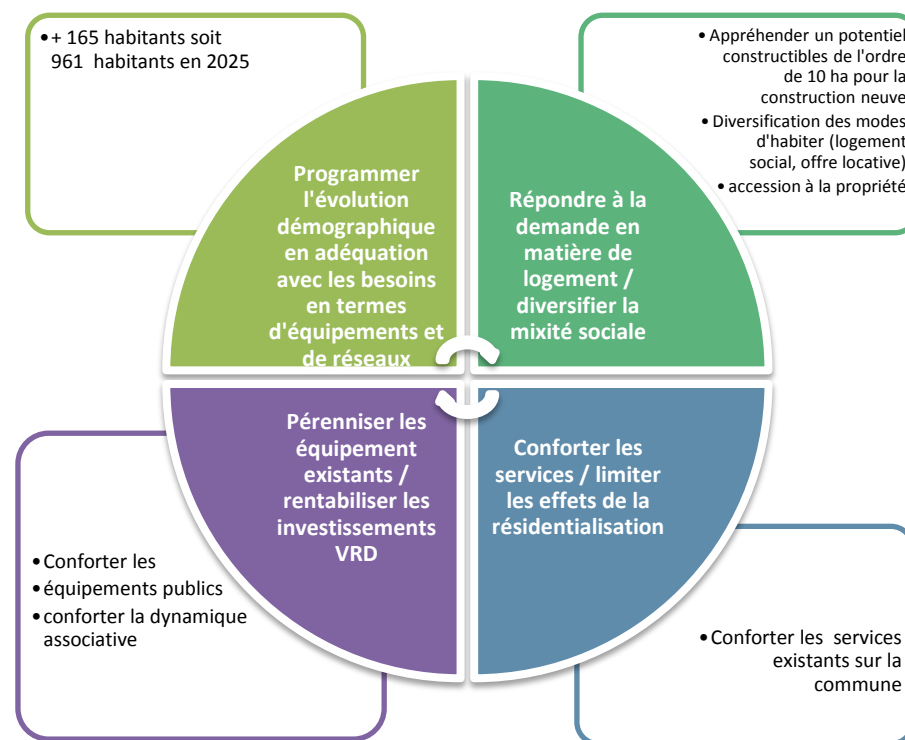 •+ 165 habitants soit
961 habitants en 2025
•Appréhender un potentiel
constructibles de l'ordre
de 10 ha pour la
construction neuve
•Diversification des modes
d'habiter (logement
social, offre locative)
•accession à la propriété
Programmer
l'évolution
démographique
en adéquation
avec les besoins
en termes
d'équipements et
de réseaux
Répondre à la
demande en
matière de
logement /
diversifier la
mixité sociale
Pérenniser les
équipement
existants /
rentabiliser les
investissements
VRD
Conforter les
services / limiter
les effets de la
résidentialisation
•Conforter les
•équipements publics
•conforter la dynamique
associative
•Conforter les services
existants sur la
commune